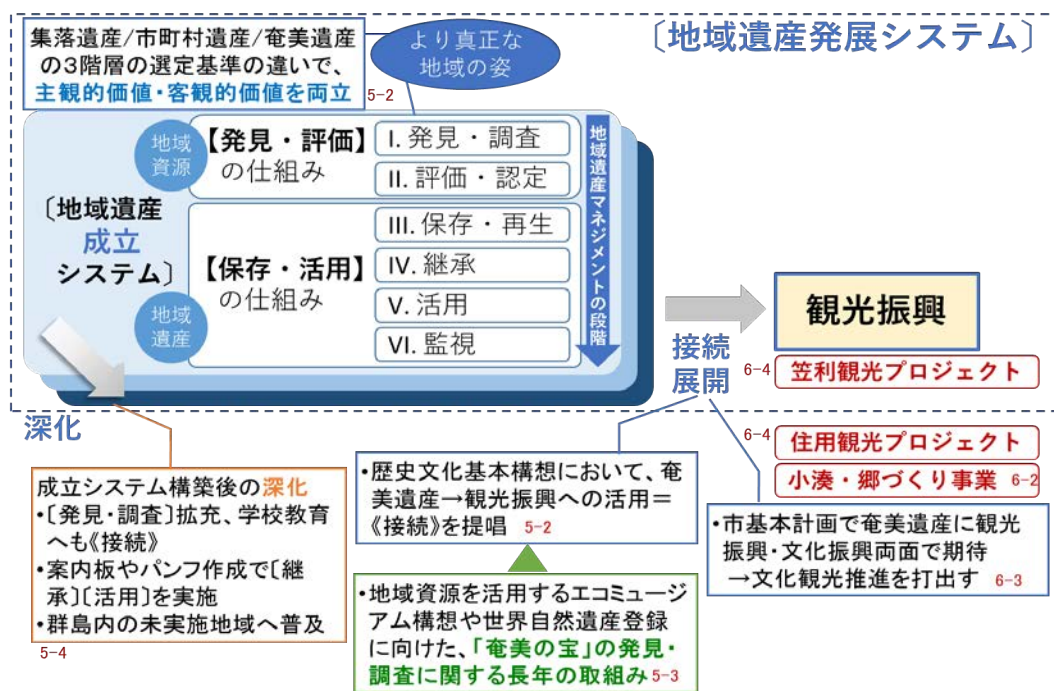 〔地域遺産発展システム〕
集落遺産/市町村遺産/奄美遺産
の3階層の選定基準の違いで、
主観的価値・客観的価値を両立
5-2
より真正な
地域の姿
地域
資源
【発見・評価】
の仕組み
I. 発見・調査
II. 評価・認定
地域遺産マネジメントの段階
〔地域遺産
成立
システム〕
【保存・活用】
の仕組み
III. 保存・再生
IV. 継承
V. 活用
VI. 監視
地域
遺産
接続
展開
観光振興
6-4
笠利観光プロジェクト
深化
6-4
住用観光プロジェクト
小湊・郷づくり事業 6-2
成立システム構築後の深化
・〔発見・調査〕拡充、学校教育
へも《接続》
・案内板やパンフ作成で〔継
承〕〔活用〕を実施
・群島内の未実施地域へ普及
5-4
・歴史文化基本構想において、奄
美遺産→観光振興への活用=
《接続》を提唱 5-2
・地域資源を活用するエコミュージ
アム構想や世界自然遺産登録
に向けた、「奄美の宝」の発見・
調査に関する長年の取組み 5-3
・市基本計画で奄美遺産に観光
振興・文化振興両面で期待
→文化観光推進を打出す 6-3